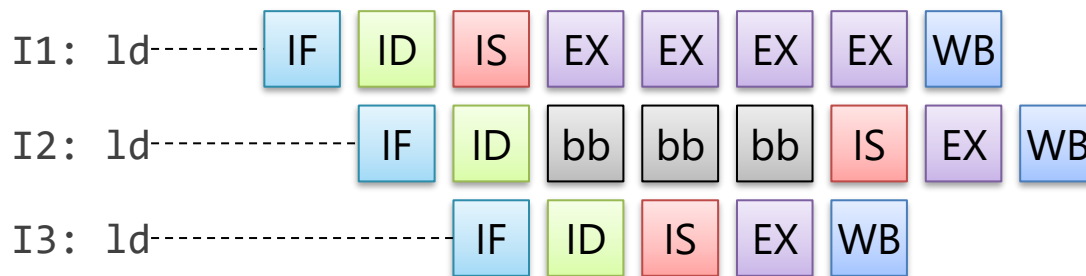 I1: ld IF ID IS EX EX EX EX WB
I2: ld IF ID bb bb bb IS EX WB
I3: ld IF ID IS EX WB